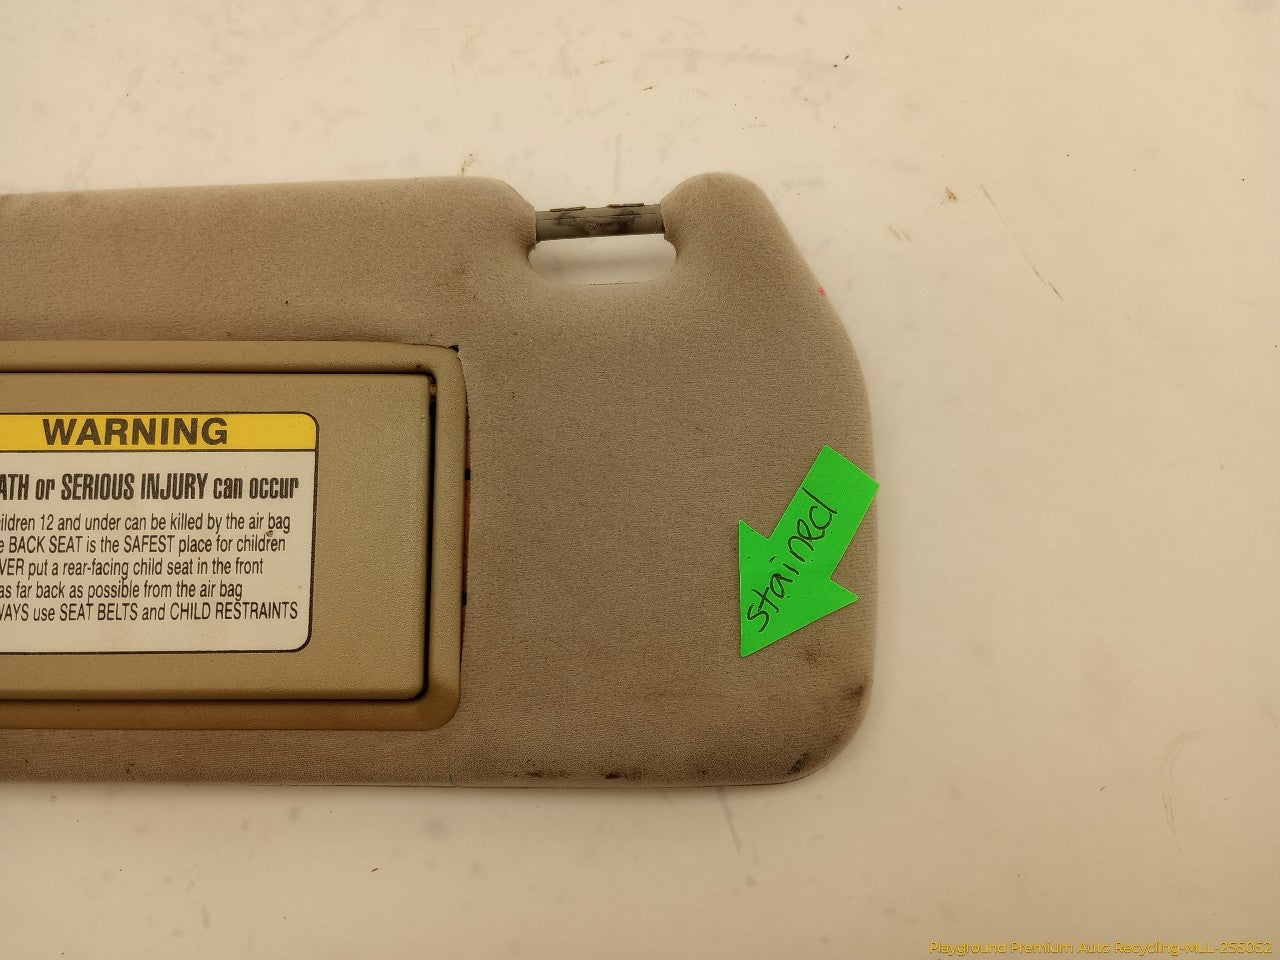 WARNING
ATH or SERIOUS INJURY can occur
ildren 12 and under can be killed by the air bag
e BACK SEAT is the SAFEST place for children
VER put a rear-facing child seat in the front
as far back as possible from the air bag
WAYS use SEAT BELTS and CHILD RESTRAINTS
stained
Playground Premium Auto Recycling-MLL-255052